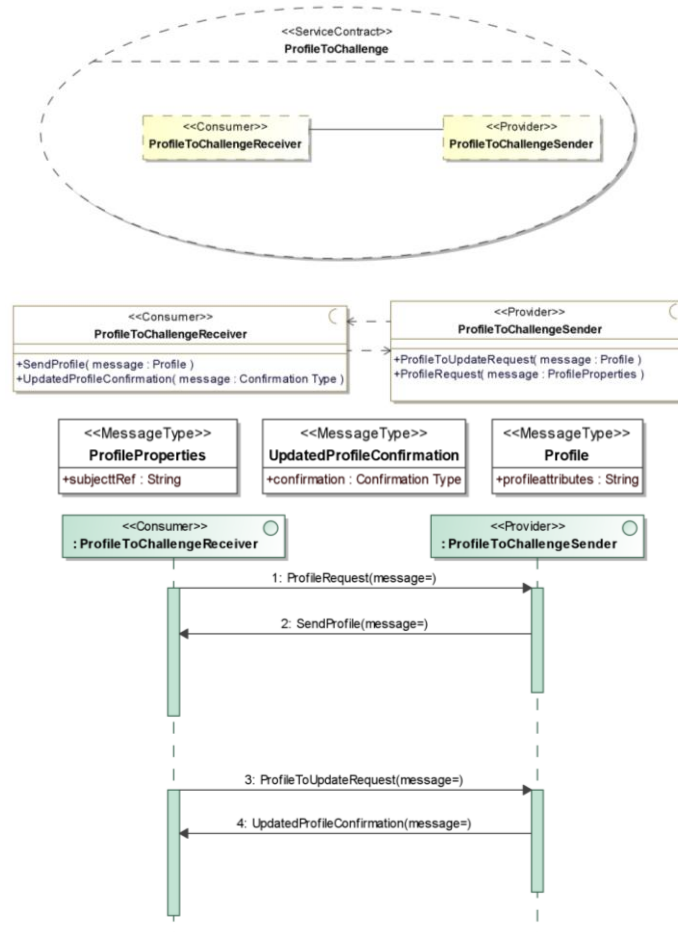 <<ServiceContract>>
ProfileToChallenge
<<Consumer>>
ProfileToChallengeReceiver
<<Provider>>
ProfileToChallengeSender
<<Consumer>>
ProfileToChallengeReceiver
+SendProfile( message : Profile )
+UpdatedProfileConfirmation( message : Confirmation Type )
<<Provider>>
ProfileToChallengeSender
+ProfileToUpdateRequest( message : Profile )
+ProfileRequest( message : ProfileProperties )
<<MessageType>>
ProfileProperties
+subjecttRef : String
<<MessageType>>
UpdatedProfileConfirmation
+confirmation : Confirmation Type
<<MessageType>>
Profile
+profileattributes : String
<<Consumer>>
: ProfileToChallengeReceiver
<<Provider>>
: ProfileToChallengeSender
1: ProfileRequest(message=)
2: SendProfile(message=)
3: ProfileToUpdateRequest(message=)
4: UpdatedProfileConfirmation(message=)